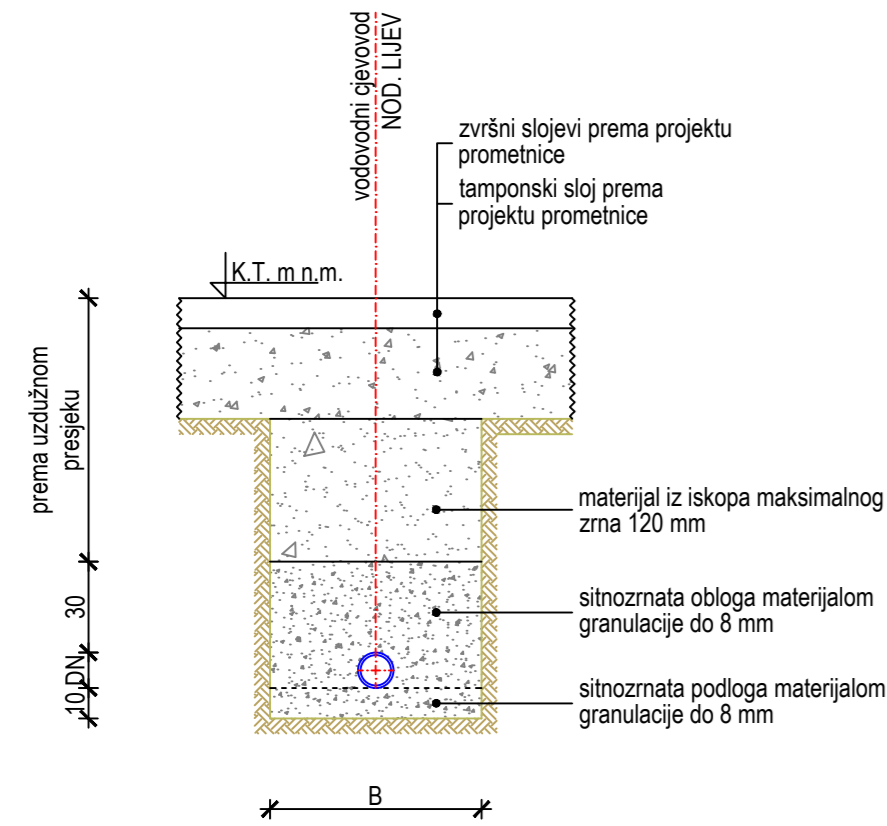 vodovodni cjevovod
NOD. LIJEV
zvršni slojevi prema projektu
prometnice
tamponski sloj prema
projektu prometnice
K.T. m n.m.
prema uzdužnom
presjeku
materijal iz iskopa maksimalnog
zrna 120 mm
30
sitnozrnata obloga materijalom
granulacije do 8 mm
DN
10
sitnozrnata podloga materijalom
granulacije do 8 mm
B